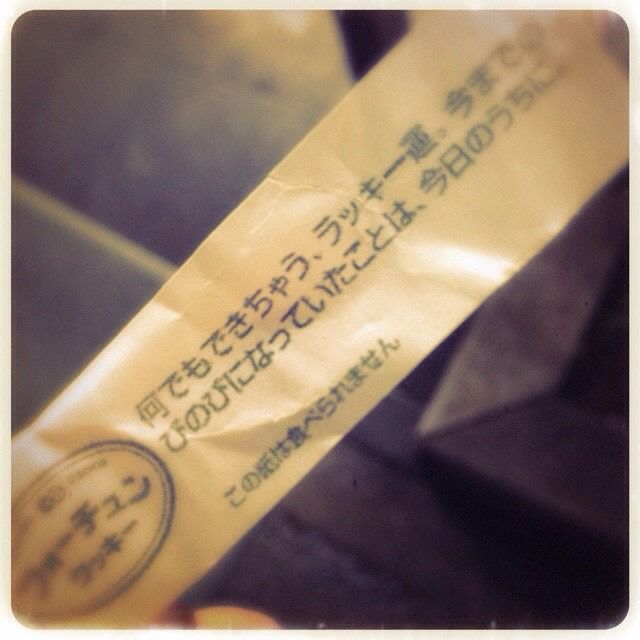 何でもできちゃう、ラッキー運。今までの
びのびになっていたことは、今日のうちに。
この紙は食べられません
フォーチュン
クッキー